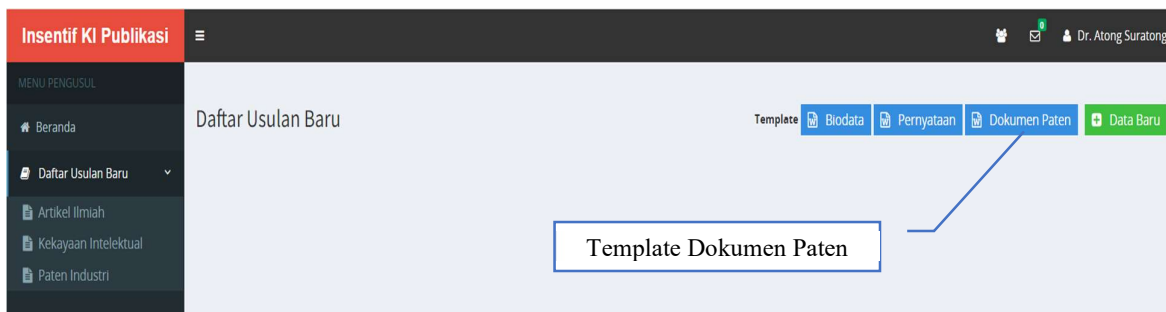 Insentif KI Publikasi
0
Dr. Atong Suratong
MENU PENGUSUL
Beranda
Daftar Usulan Baru
Template Biodata Pernyataan Dokumen Paten Data Baru
Daftar Usulan Baru
Artikel Ilmiah
Kekayaan Intelektual
Paten Industri
Template Dokumen Paten